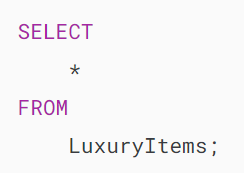 SELECT
*
FROM
LuxuryItems;